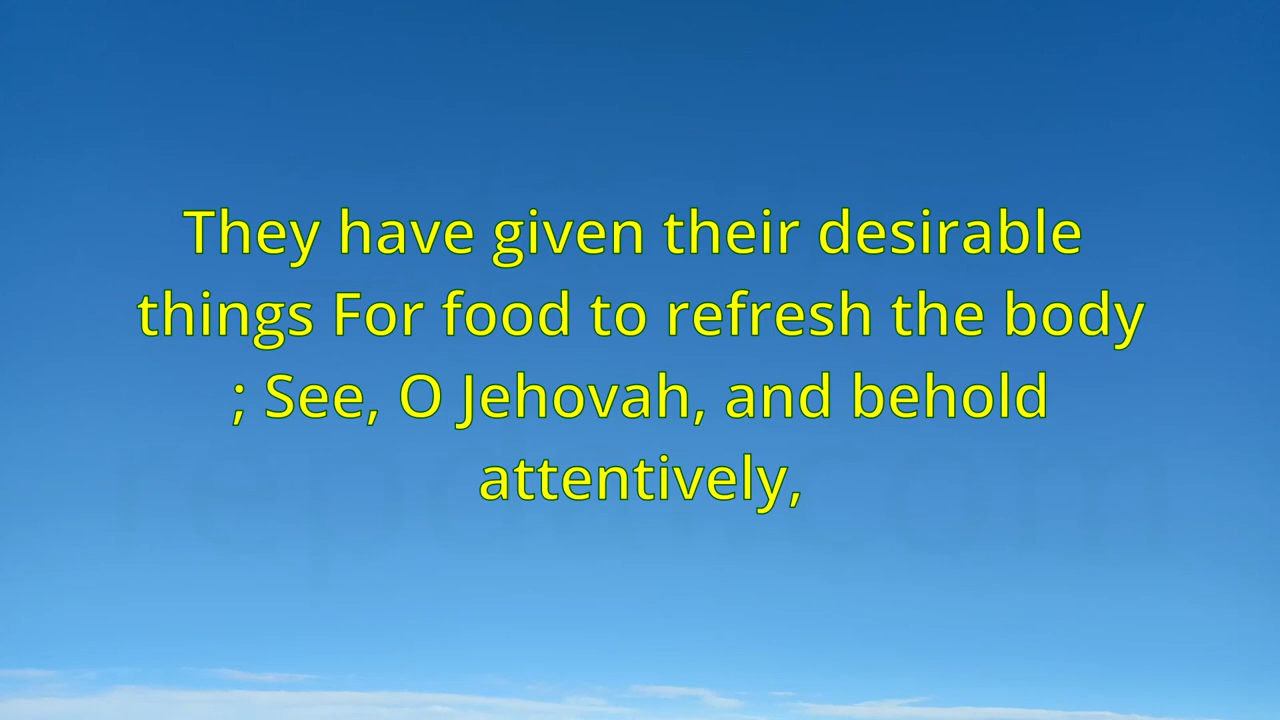 They have given their desirable
things For food to refresh the body
; See, O Jehovah, and behold
attentively,